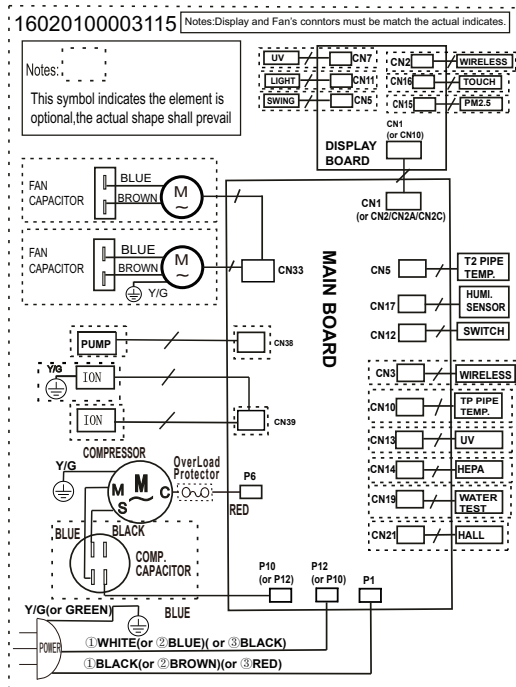 16020100003115
Notes:Display and Fan's conntors must be match the actual indicates.
Notes:
This symbol indicates the element is
optional,the actual shape shall prevail
UV
CN7
LIGHT
CN11
SWING
CN5
CN2
WIRELESS
CN16
TOUCH
CN15
PM2.5
CN1
(or CN10)
DISPLAY
BOARD
CN1
(or CN2/CN2A/CN2C)
FAN
CAPACITOR
BLUE
BROWN
M
~
FAN
CAPACITOR
BLUE
BROWN
Y/G
M
~
CN33
MAIN BOARD
CN5
T2 PIPE
TEMP.
CN17
HUMI.
SENSOR
CN12
SWITCH
PUMP
CN38
Y/G
ION
ION
CN39
CN3
WIRELESS
CN10
TP PIPE
TEMP.
CN13
UV
CN14
HEPA
CN19
WATER
TEST
CN21
HALL
COMPRESSOR
Y/G
M
M
~
C
S
OverLoad
Protector
P6
RED
BLUE
BLACK
COMP.
CAPACITOR
P10
(or P12)
P12
(or P10)
P1
Y/G(or GREEN)
BLUE
POWER
①WHITE(or ②BLUE)( or ③BLACK)
①BLACK(or ②BROWN)(or ③RED)